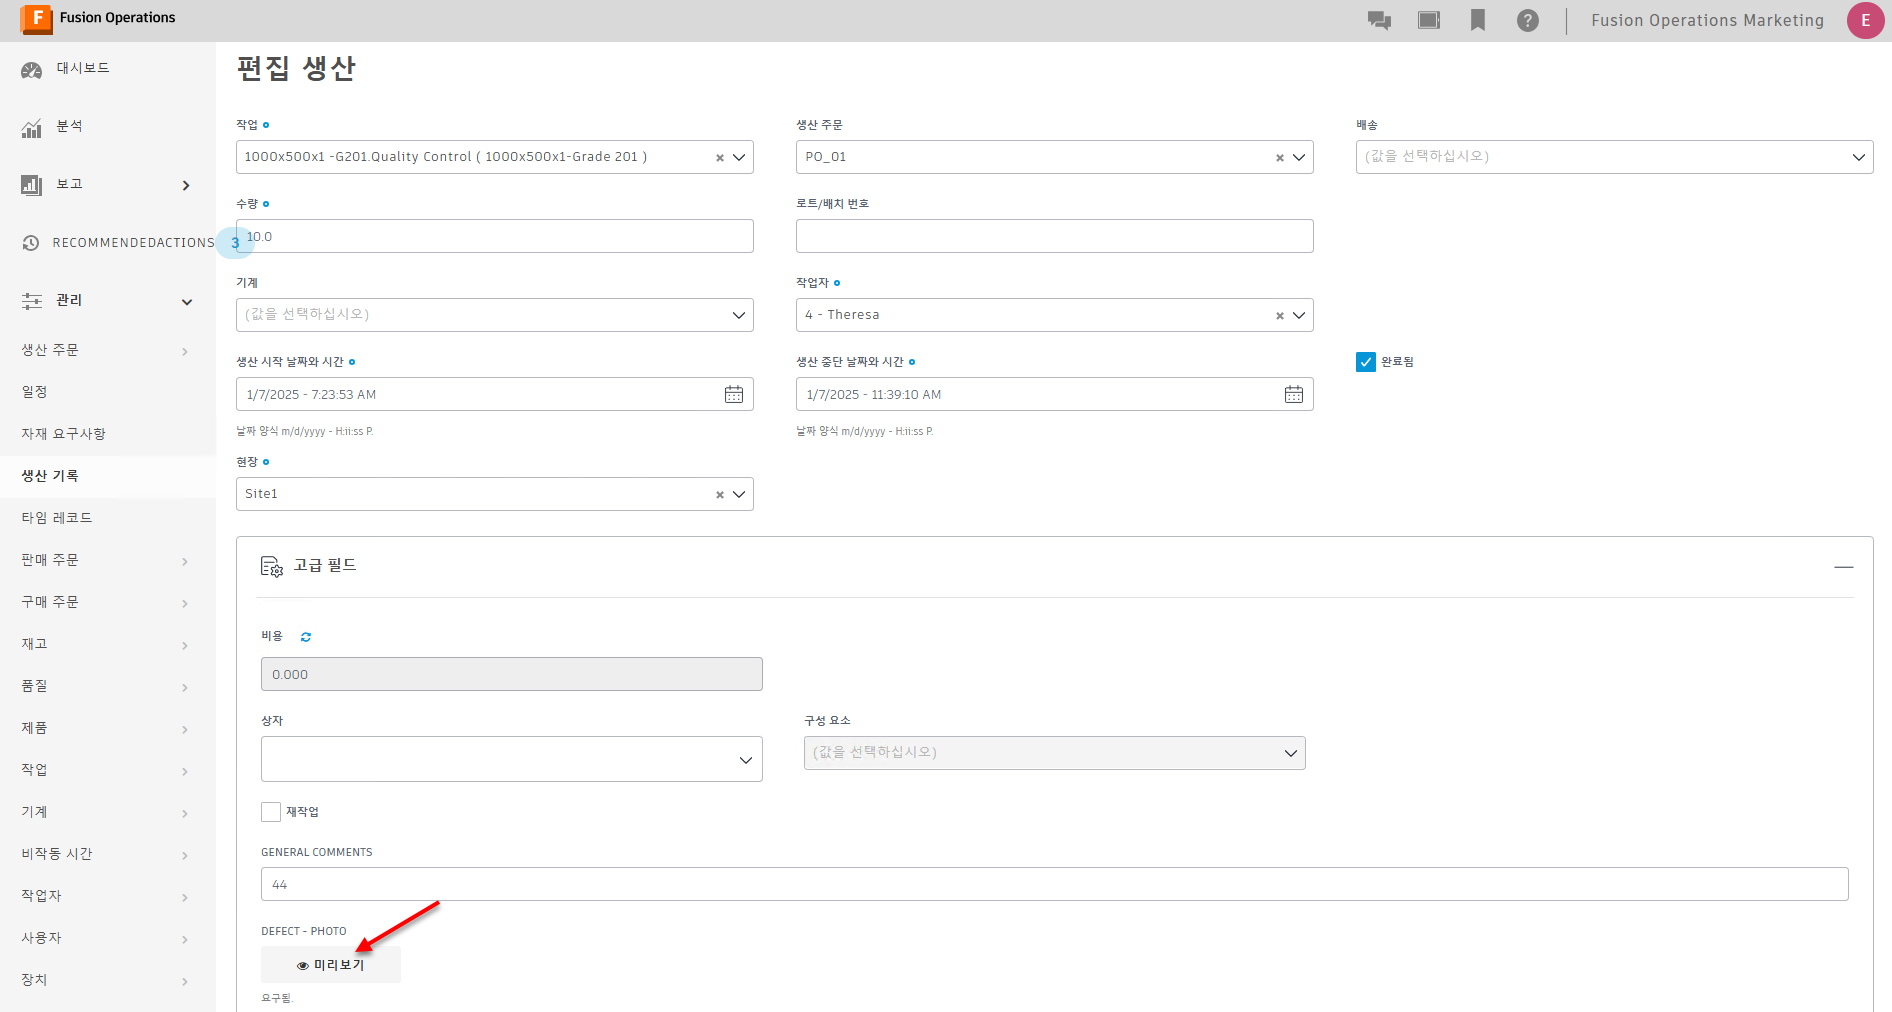 F Fusion Operations
Fusion Operations Marketing
E
대시보드
분석
보고
RECOMMENDEDACTIONS
3
관리
생산 주문
일정
자재 요구사항
생산 기록
타임 레코드
판매 주문
구매 주문
재고
품질
제품
작업
기계
비작동 시간
작업자
사용자
장치
편집 생산
작업
생산 주문
배송
1000x500x1 -G201.Quality Control ( 1000x500x1-Grade 201 )
PO_01
(값을 선택하십시오)
수량
로트/배치 번호
10.0
기계
작업자
(값을 선택하십시오)
4 - Theresa
생산 시작 날짜와 시간
생산 중단 날짜와 시간
완료됨
1/7/2025 - 7:23:53 AM
1/7/2025 - 11:39:10 AM
날짜 양식 m/d/yyyy - H:ii:ss P.
날짜 양식 m/d/yyyy - H:ii:ss P.
현장
Site1
고급 필드
비용
0.000
상자
구성 요소
(값을 선택하십시오)
재작업
GENERAL COMMENTS
44
DEFECT - PHOTO
미리보기
요구됨.